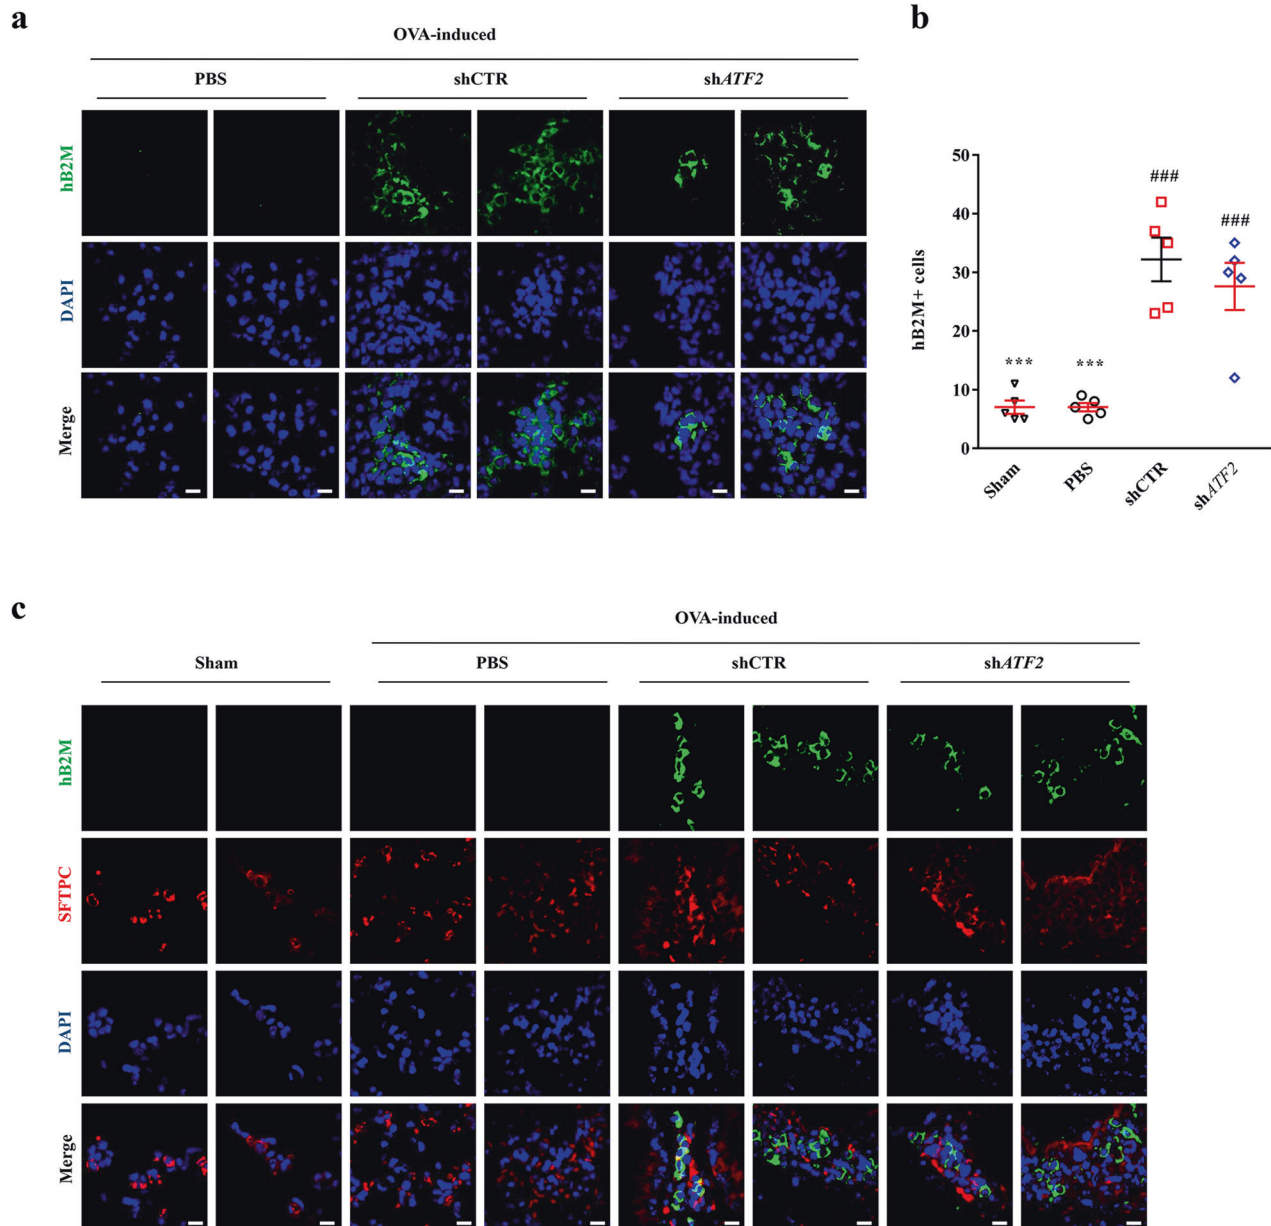 a
OVA-induced
PBS shCTR shATF2
hB2M
DAPI
Merge
b
hB2M+ cells
50
40
30
20
10
0
***
***
###
###
Sham PBS shCTR shATF2
c
OVA-induced
Sham PBS shCTR shATF2
hB2M
SFTPC
DAPI
Merge